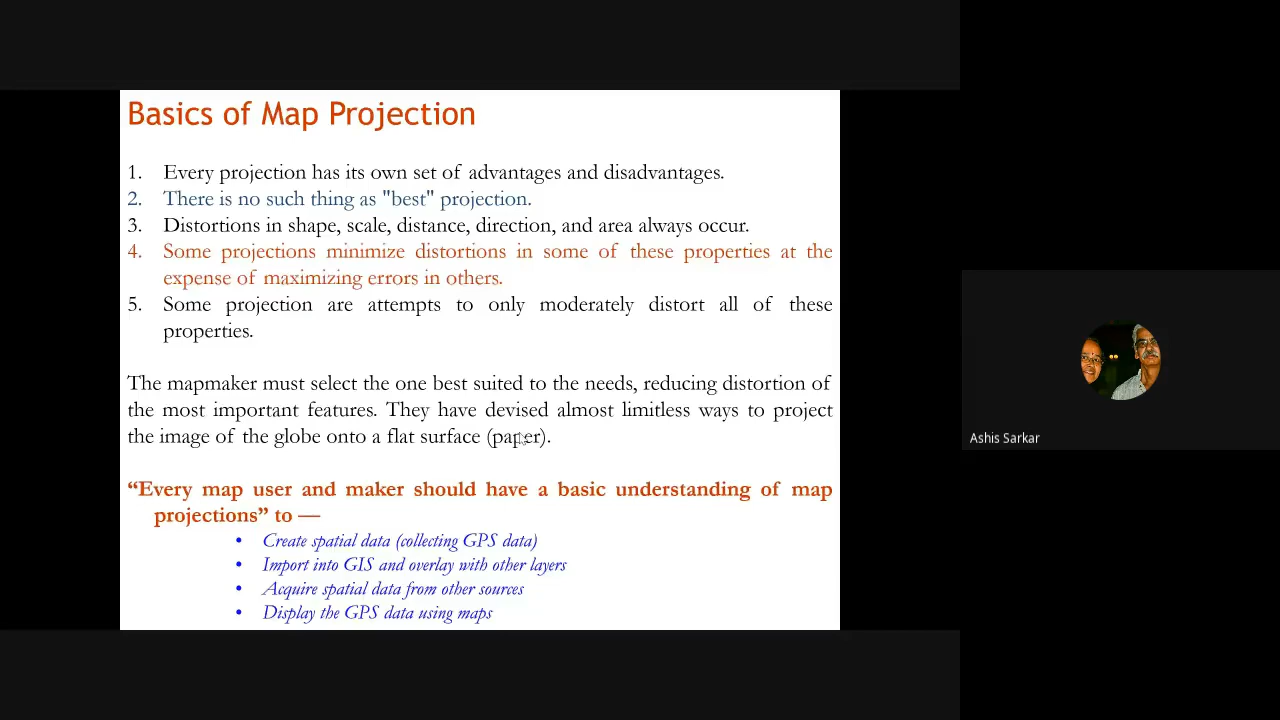 Basics of Map Projection
1. Every projection has its own set of advantages and disadvantages.
2. There is no such thing as "best" projection.
3. Distortions in shape, scale, distance, direction, and area always occur.
4. Some projections minimize distortions in some of these properties at the
expense of maximizing errors in others.
5. Some projection are attempts to only moderately distort all of these
properties.
The mapmaker must select the one best suited to the needs, reducing distortion of
the most important features. They have devised almost limitless ways to project
the image of the globe onto a flat surface (paper).
“Every map user and maker should have a basic understanding of map
projections” to —
• Create spatial data (collecting GPS data)
• Import into GIS and overlay with other layers
• Acquire spatial data from other sources
• Display the GPS data using maps
Ashis Sarkar